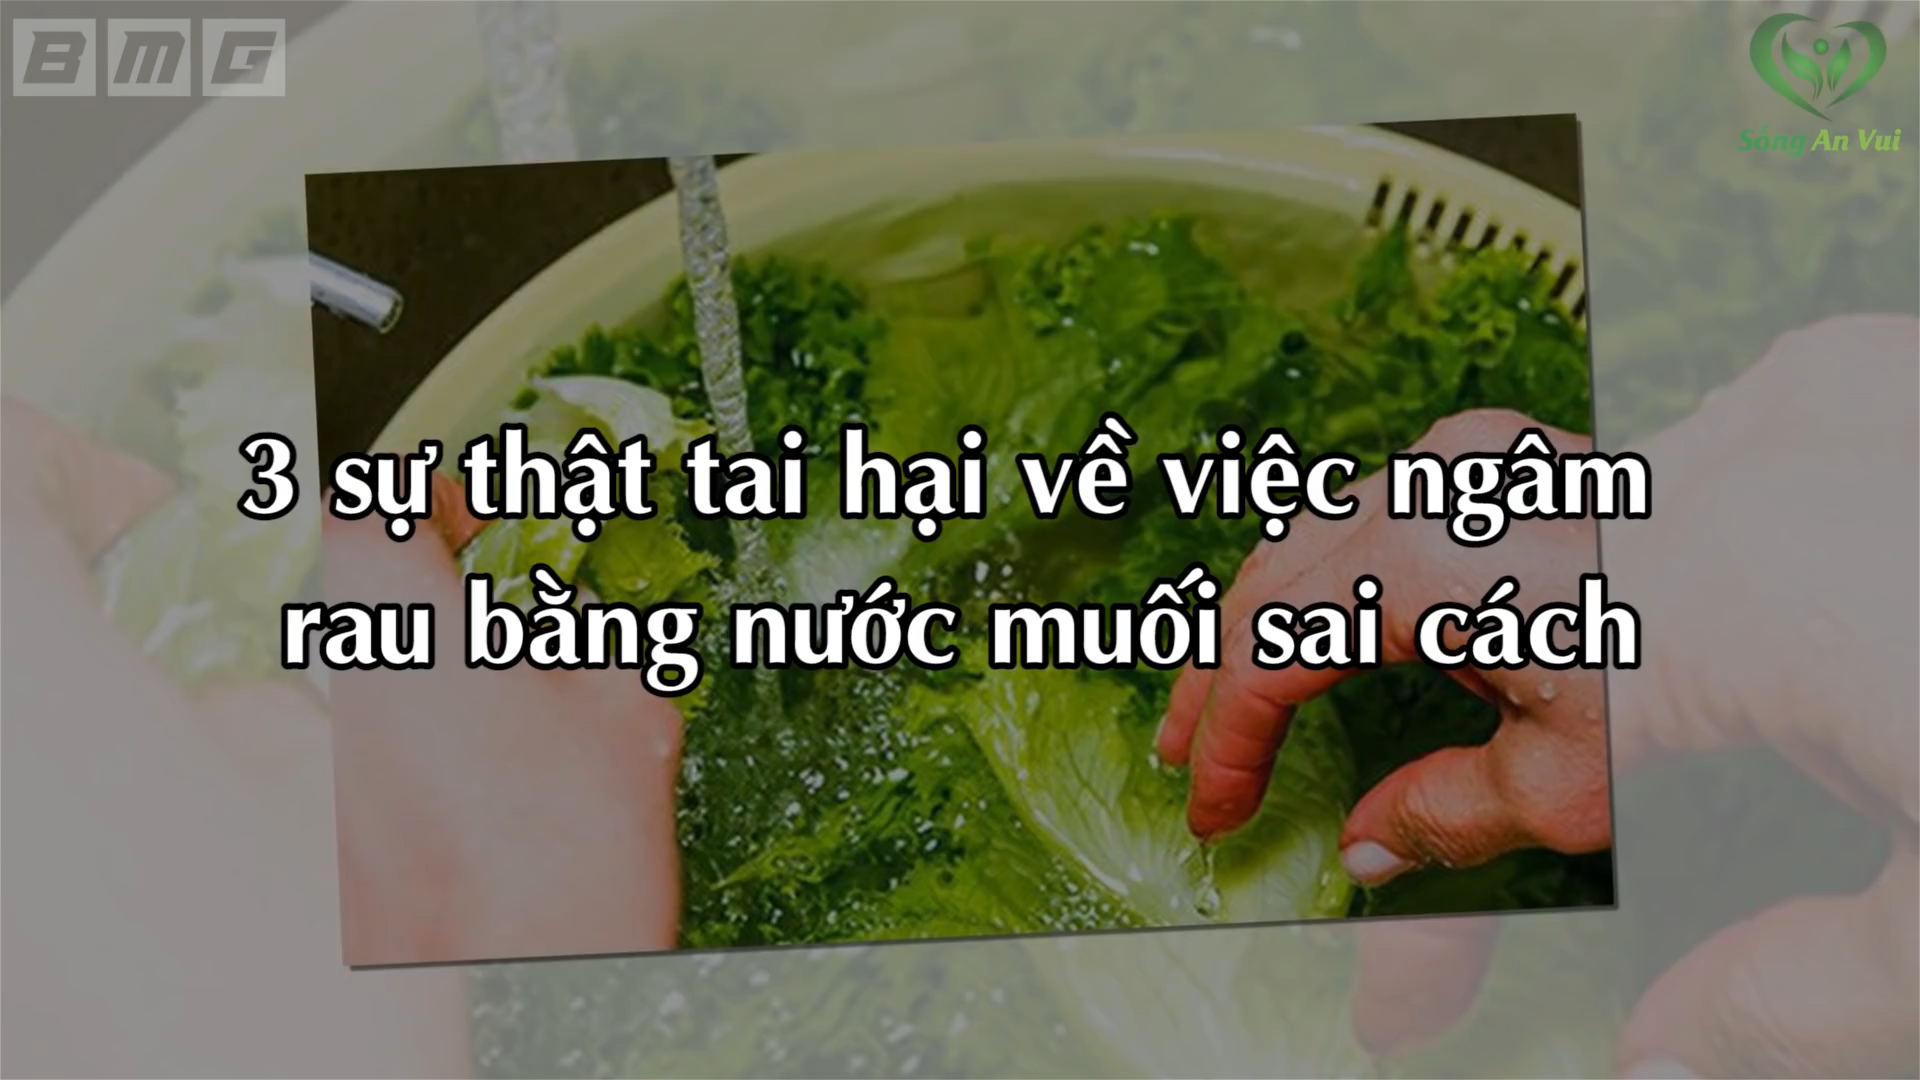 BMG
Sống An Vui
3 sự thật tai hại về việc ngâm
rau bằng nước muối sai cách